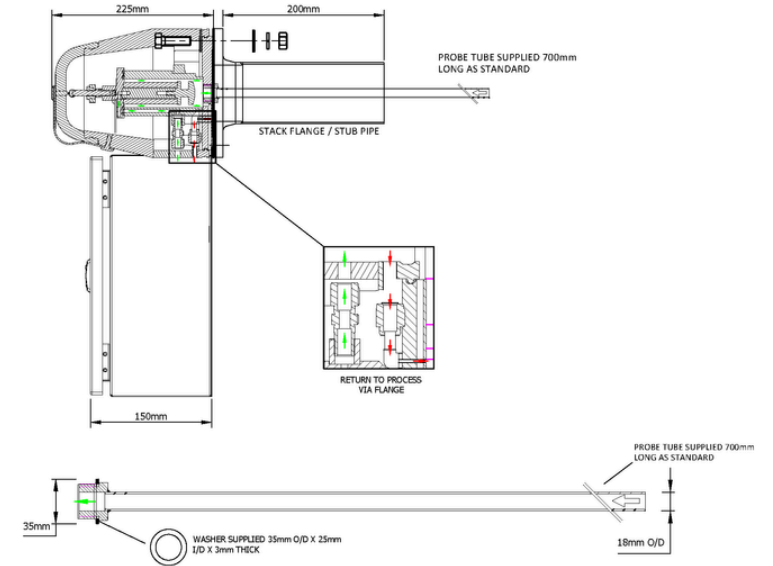 225mm
200mm
PROBE TUBE SUPPLIED 700mm
LONG AS STANDARD
STACK FLANGE / STUB PIPE
RETURN TO PROCESS
VIA FLANGE
150mm
PROBE TUBE SUPPLIED 700mm
LONG AS STANDARD
35mm
WASHER SUPPLIED 35mm O/D X 25mm
I/D X 3mm THICK
18mm O/D